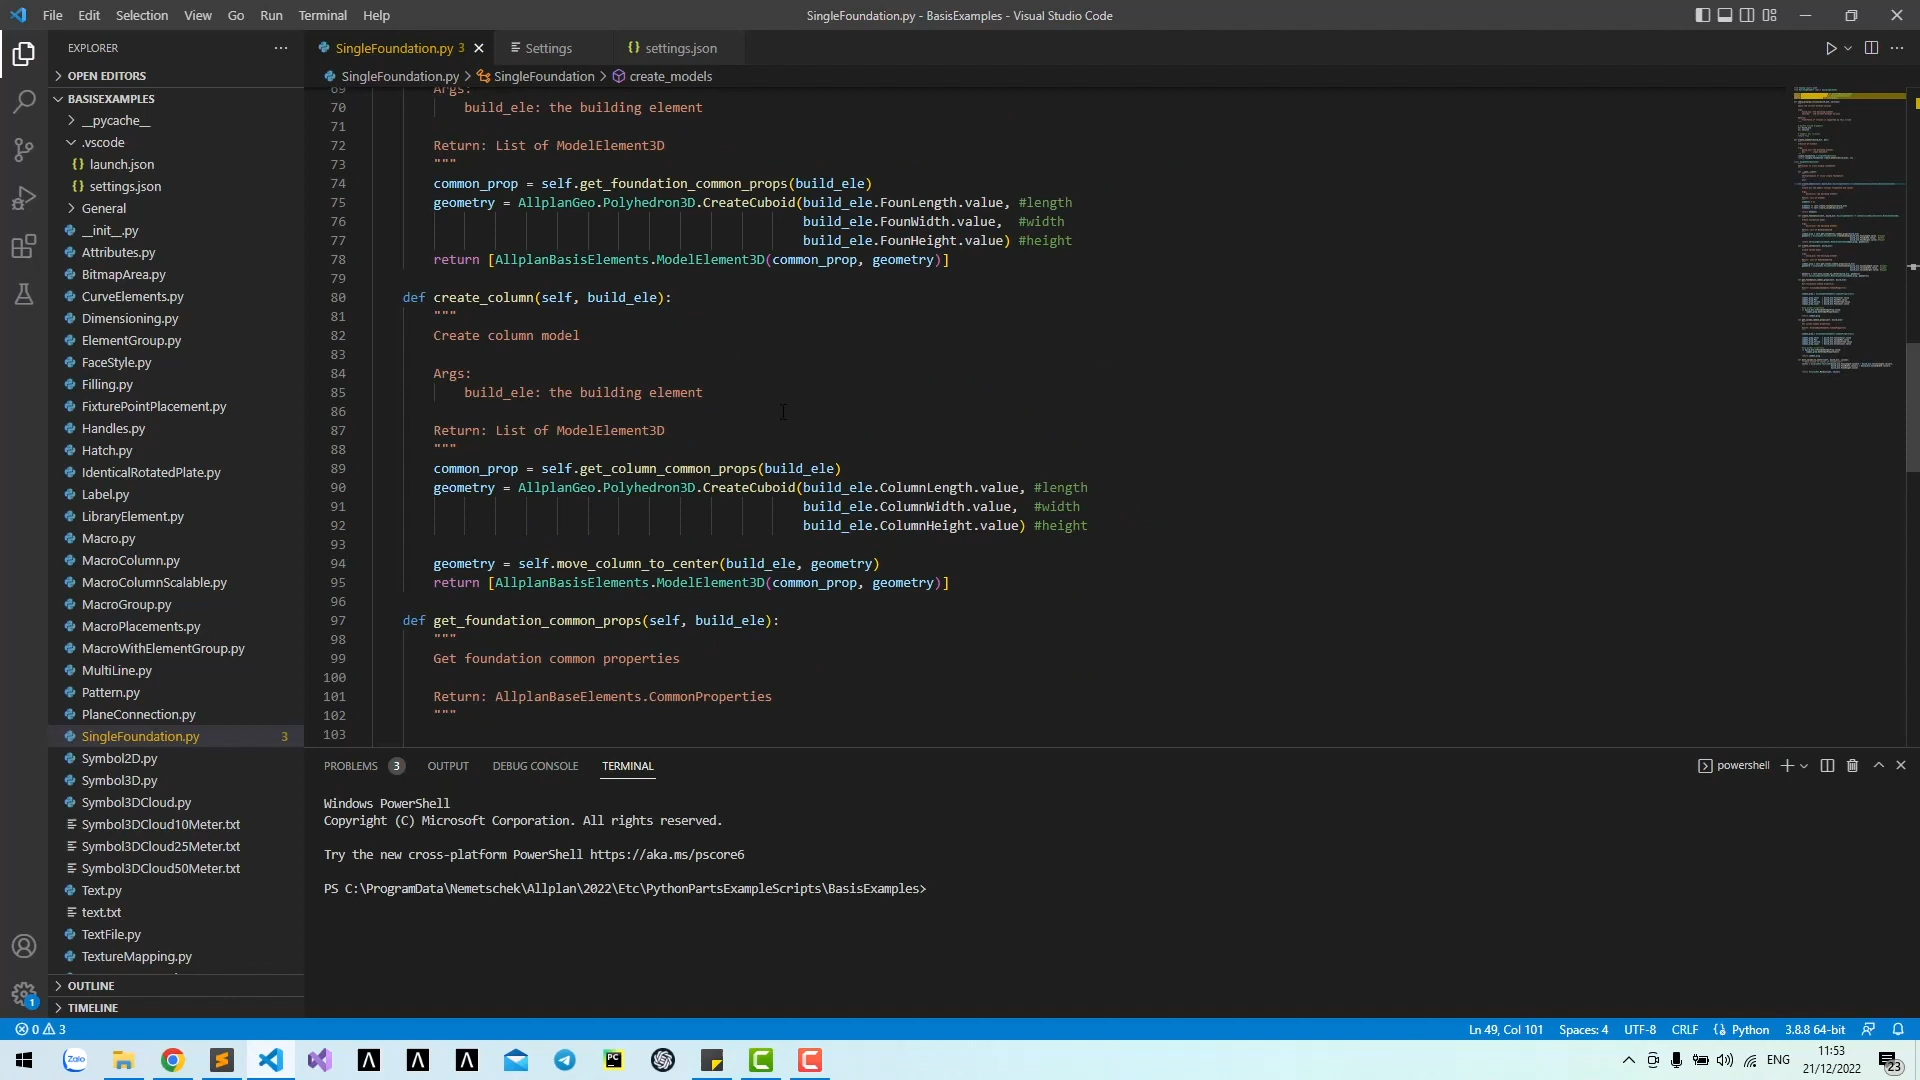 File Edit Selection View Go Run Terminal Help
SingleFoundation.py - BasisExamples - Visual Studio Code
EXPLORER
SingleFoundation.py 3
Settings
settings.json
OPEN EDITORS
SingleFoundation.py > SingleFoundation > create_models
BASISEXAMPLES
__pycache__
.vscode
launch.json
settings.json
General
__init__.py
Attributes.py
BitmapArea.py
CurveElements.py
Dimensioning.py
ElementGroup.py
FaceStyle.py
Filling.py
FixturePointPlacement.py
Handles.py
Hatch.py
IdenticalRotatedPlate.py
Label.py
LibraryElement.py
Macro.py
MacroColumn.py
MacroColumnScalable.py
MacroGroup.py
MacroPlacements.py
MacroWithElementGroup.py
MultiLine.py
Pattern.py
PlaneConnection.py
SingleFoundation.py 3
Symbol2D.py
Symbol3D.py
Symbol3DCloud.py
Symbol3DCloud10Meter.txt
Symbol3DCloud25Meter.txt
Symbol3DCloud50Meter.txt
Text.py
text.txt
TextFile.py
TextureMapping.py
OUTLINE
TIMELINE
69 Args:
70 build_ele: the building element
71
72 Return: List of ModelElement3D
73 """
74 common_prop = self.get_foundation_common_props(build_ele)
75 geometry = AllplanGeo.Polyhedron3D.CreateCuboid(build_ele.FounLength.value, #length
76 build_ele.FounWidth.value, #width
77 build_ele.FounHeight.value) #height
78 return [AllplanBasisElements.ModelElement3D(common_prop, geometry)]
79
80 def create_column(self, build_ele):
81 """
82 Create column model
83
84 Args:
85 build_ele: the building element
86
87 Return: List of ModelElement3D
88 """
89 common_prop = self.get_column_common_props(build_ele)
90 geometry = AllplanGeo.Polyhedron3D.CreateCuboid(build_ele.ColumnLength.value, #length
91 build_ele.ColumnWidth.value, #width
92 build_ele.ColumnHeight.value) #height
93
94 geometry = self.move_column_to_center(build_ele, geometry)
95 return [AllplanBasisElements.ModelElement3D(common_prop, geometry)]
96
97 def get_foundation_common_props(self, build_ele):
98 """
99 Get foundation common properties
100
101 Return: AllplanBaseElements.CommonProperties
102 """
103
PROBLEMS 3 OUTPUT DEBUG CONSOLE TERMINAL
powershell
Windows PowerShell
Copyright (C) Microsoft Corporation. All rights reserved.
Try the new cross-platform PowerShell https://aka.ms/pscore6
PS C:\ProgramData\Nemetschek\Allplan\2022\Etc\PythonPartsExampleScripts\BasisExamples>
1
0 3
Ln 49, Col 101 Spaces: 4 UTF-8 CRLF Python 3.8.8 64-bit
Zalo
PC
ENG
11:53
21/12/2022
23